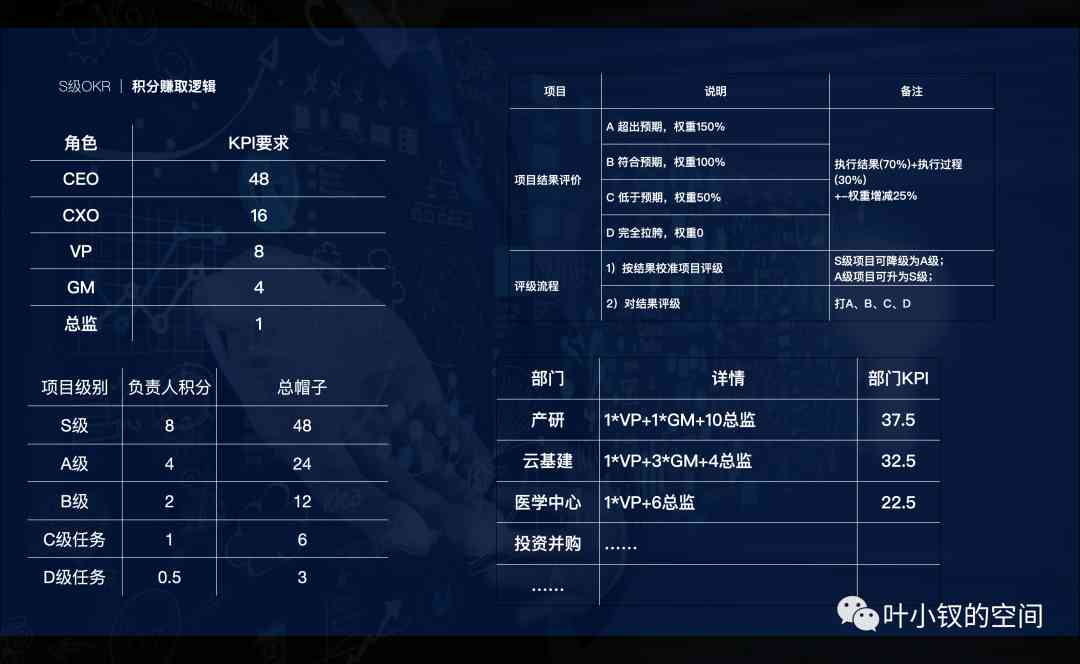 S级OKR | 积分赚取逻辑
角色 KPI要求
CEO 48
CXO 16
VP 8
GM 4
总监 1
项目级别 负责人积分 总帽子
S级 8 48
A级 4 24
B级 2 12
C级任务 1 6
D级任务 0.5 3
项目 说明 备注
项目结果评价
A 超出预期，权重150%
B 符合预期，权重100%
C 低于预期，权重50%
D 完全拉胯，权重0
执行结果(70%)+执行过程
(30%)
+−权重增减25%
评级流程
1）按结果校准项目评级
S级项目可降级为A级；
A级项目可升为S级；
2）对结果评级 打A、B、C、D
部门 详情 部门KPI
产研 1*VP+1*GM+10总监 37.5
云基建 1*VP+3*GM+4总监 32.5
医学中心 1*VP+6总监 22.5
投资并购 ……
……
叶小钗的空间